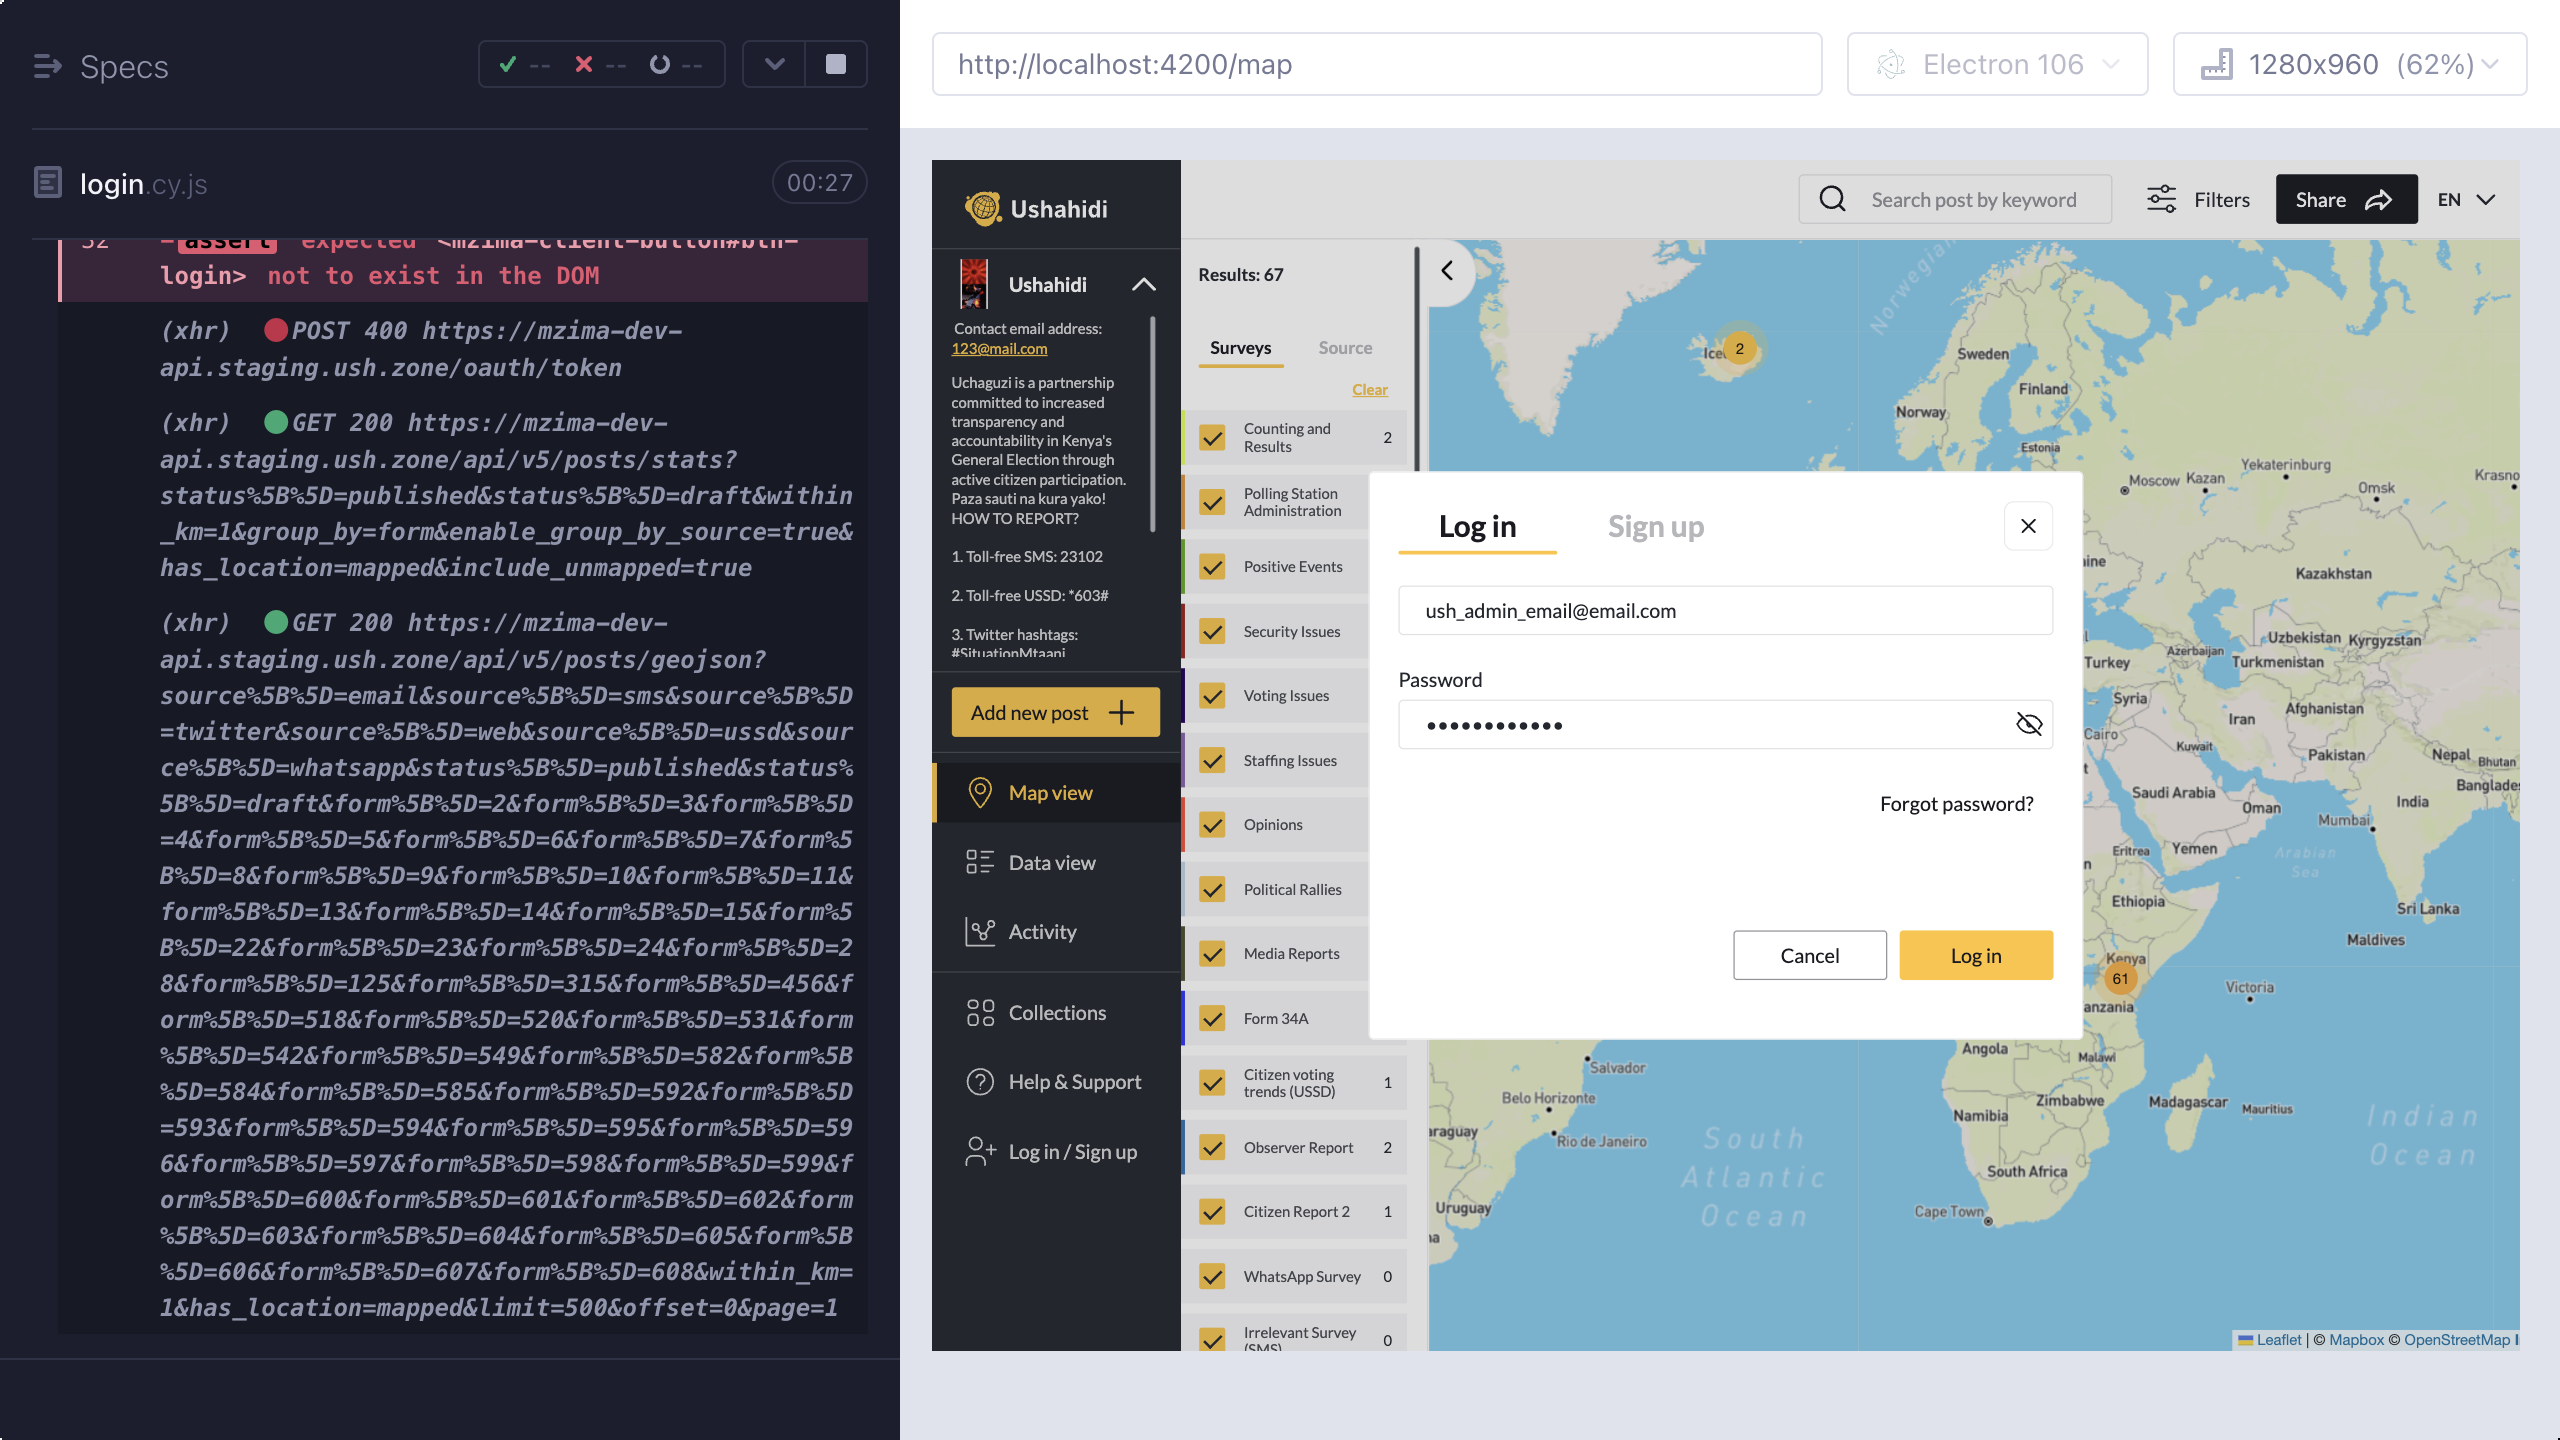 Specs
-- -- --
login.cy.js
00:27
32 -assert expected <mzima-client-button#btn-
login> not to exist in the DOM
(xhr) POST 400 https://mzima-dev-
api.staging.ush.zone/oauth/token
(xhr) GET 200 https://mzima-dev-
api.staging.ush.zone/api/v5/posts/stats?
status%5B%5D=published&status%5B%5D=draft&within
_km=1&group_by=form&enable_group_by_source=true&
has_location=mapped&include_unmapped=true
(xhr) GET 200 https://mzima-dev-
api.staging.ush.zone/api/v5/posts/geojson?
source%5B%5D=email&source%5B%5D=sms&source%5B%5D
=twitter&source%5B%5D=web&source%5B%5D=ussd&sour
ce%5B%5D=whatsapp&status%5B%5D=published&status%
5B%5D=draft&form%5B%5D=2&form%5B%5D=3&form%5B%5D
=4&form%5B%5D=5&form%5B%5D=6&form%5B%5D=7&form%5
B%5D=8&form%5B%5D=9&form%5B%5D=10&form%5B%5D=11&
form%5B%5D=13&form%5B%5D=14&form%5B%5D=15&form%5
B%5D=22&form%5B%5D=23&form%5B%5D=24&form%5B%5D=2
8&form%5B%5D=125&form%5B%5D=315&form%5B%5D=456&f
orm%5B%5D=518&form%5B%5D=520&form%5B%5D=531&form
%5B%5D=542&form%5B%5D=549&form%5B%5D=582&form%5B
%5D=584&form%5B%5D=585&form%5B%5D=592&form%5B%5D
=593&form%5B%5D=594&form%5B%5D=595&form%5B%5D=59
6&form%5B%5D=597&form%5B%5D=598&form%5B%5D=599&f
orm%5B%5D=600&form%5B%5D=601&form%5B%5D=602&form
%5B%5D=603&form%5B%5D=604&form%5B%5D=605&form%5B
%5D=606&form%5B%5D=607&form%5B%5D=608&within_km=
1&has_location=mapped&limit=500&offset=0&page=1
http://localhost:4200/map
Electron 106
1280x960 (62%)
Ushahidi
Ushahidi
Contact email address:
123@mail.com
Uchaguzi is a partnership
committed to increased
transparency and
accountability in Kenya's
General Election through
active citizen participation.
Paza sauti na kura yako!
HOW TO REPORT?
1. Toll-free SMS: 23102
2. Toll-free USSD: *603#
3. Twitter hashtags:
#SituationMtaani
Add new post
Map view
Data view
Activity
Collections
Help & Support
Log in / Sign up
Search post by keyword
Filters
Share
EN
Results: 67
Surveys
Source
Clear
Counting and
Results
2
Polling Station
Administration
Positive Events
Security Issues
Voting Issues
Staffing Issues
Opinions
Political Rallies
Media Reports
Form 34A
Citizen voting
trends (USSD)
1
Observer Report 2
Citizen Report 2 1
WhatsApp Survey 0
Irrelevant Survey
(SMS)
0
Log in
Sign up
ush_admin_email@email.com
Password
••••••••••••
Forgot password?
Cancel
Log in
Norwegian
Ice
2
Sweden
Finland
Norway
Estonia
Moscow
Kazan
Yekaterinburg
Omsk
Krasno
ine
Kazakhstan
Uzbekistan
Kyrgyzstan
Azerbaijan
Turkey
Turkmenistan
Syria
Afghanistan
Iran
Cairo
Kuwait
Pakistan
Nepal
Bhutan
Banglade
t
Saudi Arabia
Oman
India
Mumbai
Eritrea
Yemen
Arabian
Sea
n
Ethiopia
Sri Lanka
Maldives
Kenya
61
Victoria
anzania
Angola
Malawi
Salvador
Belo Horizonte
Zimbabwe
Madagascar
Mauritius
Namibia
araguay
Rio de Janeiro
South
Atlantic
Ocean
Indian
Ocean
South Africa
Uruguay
Cape Town
na
Leaflet | © Mapbox © OpenStreetMap I